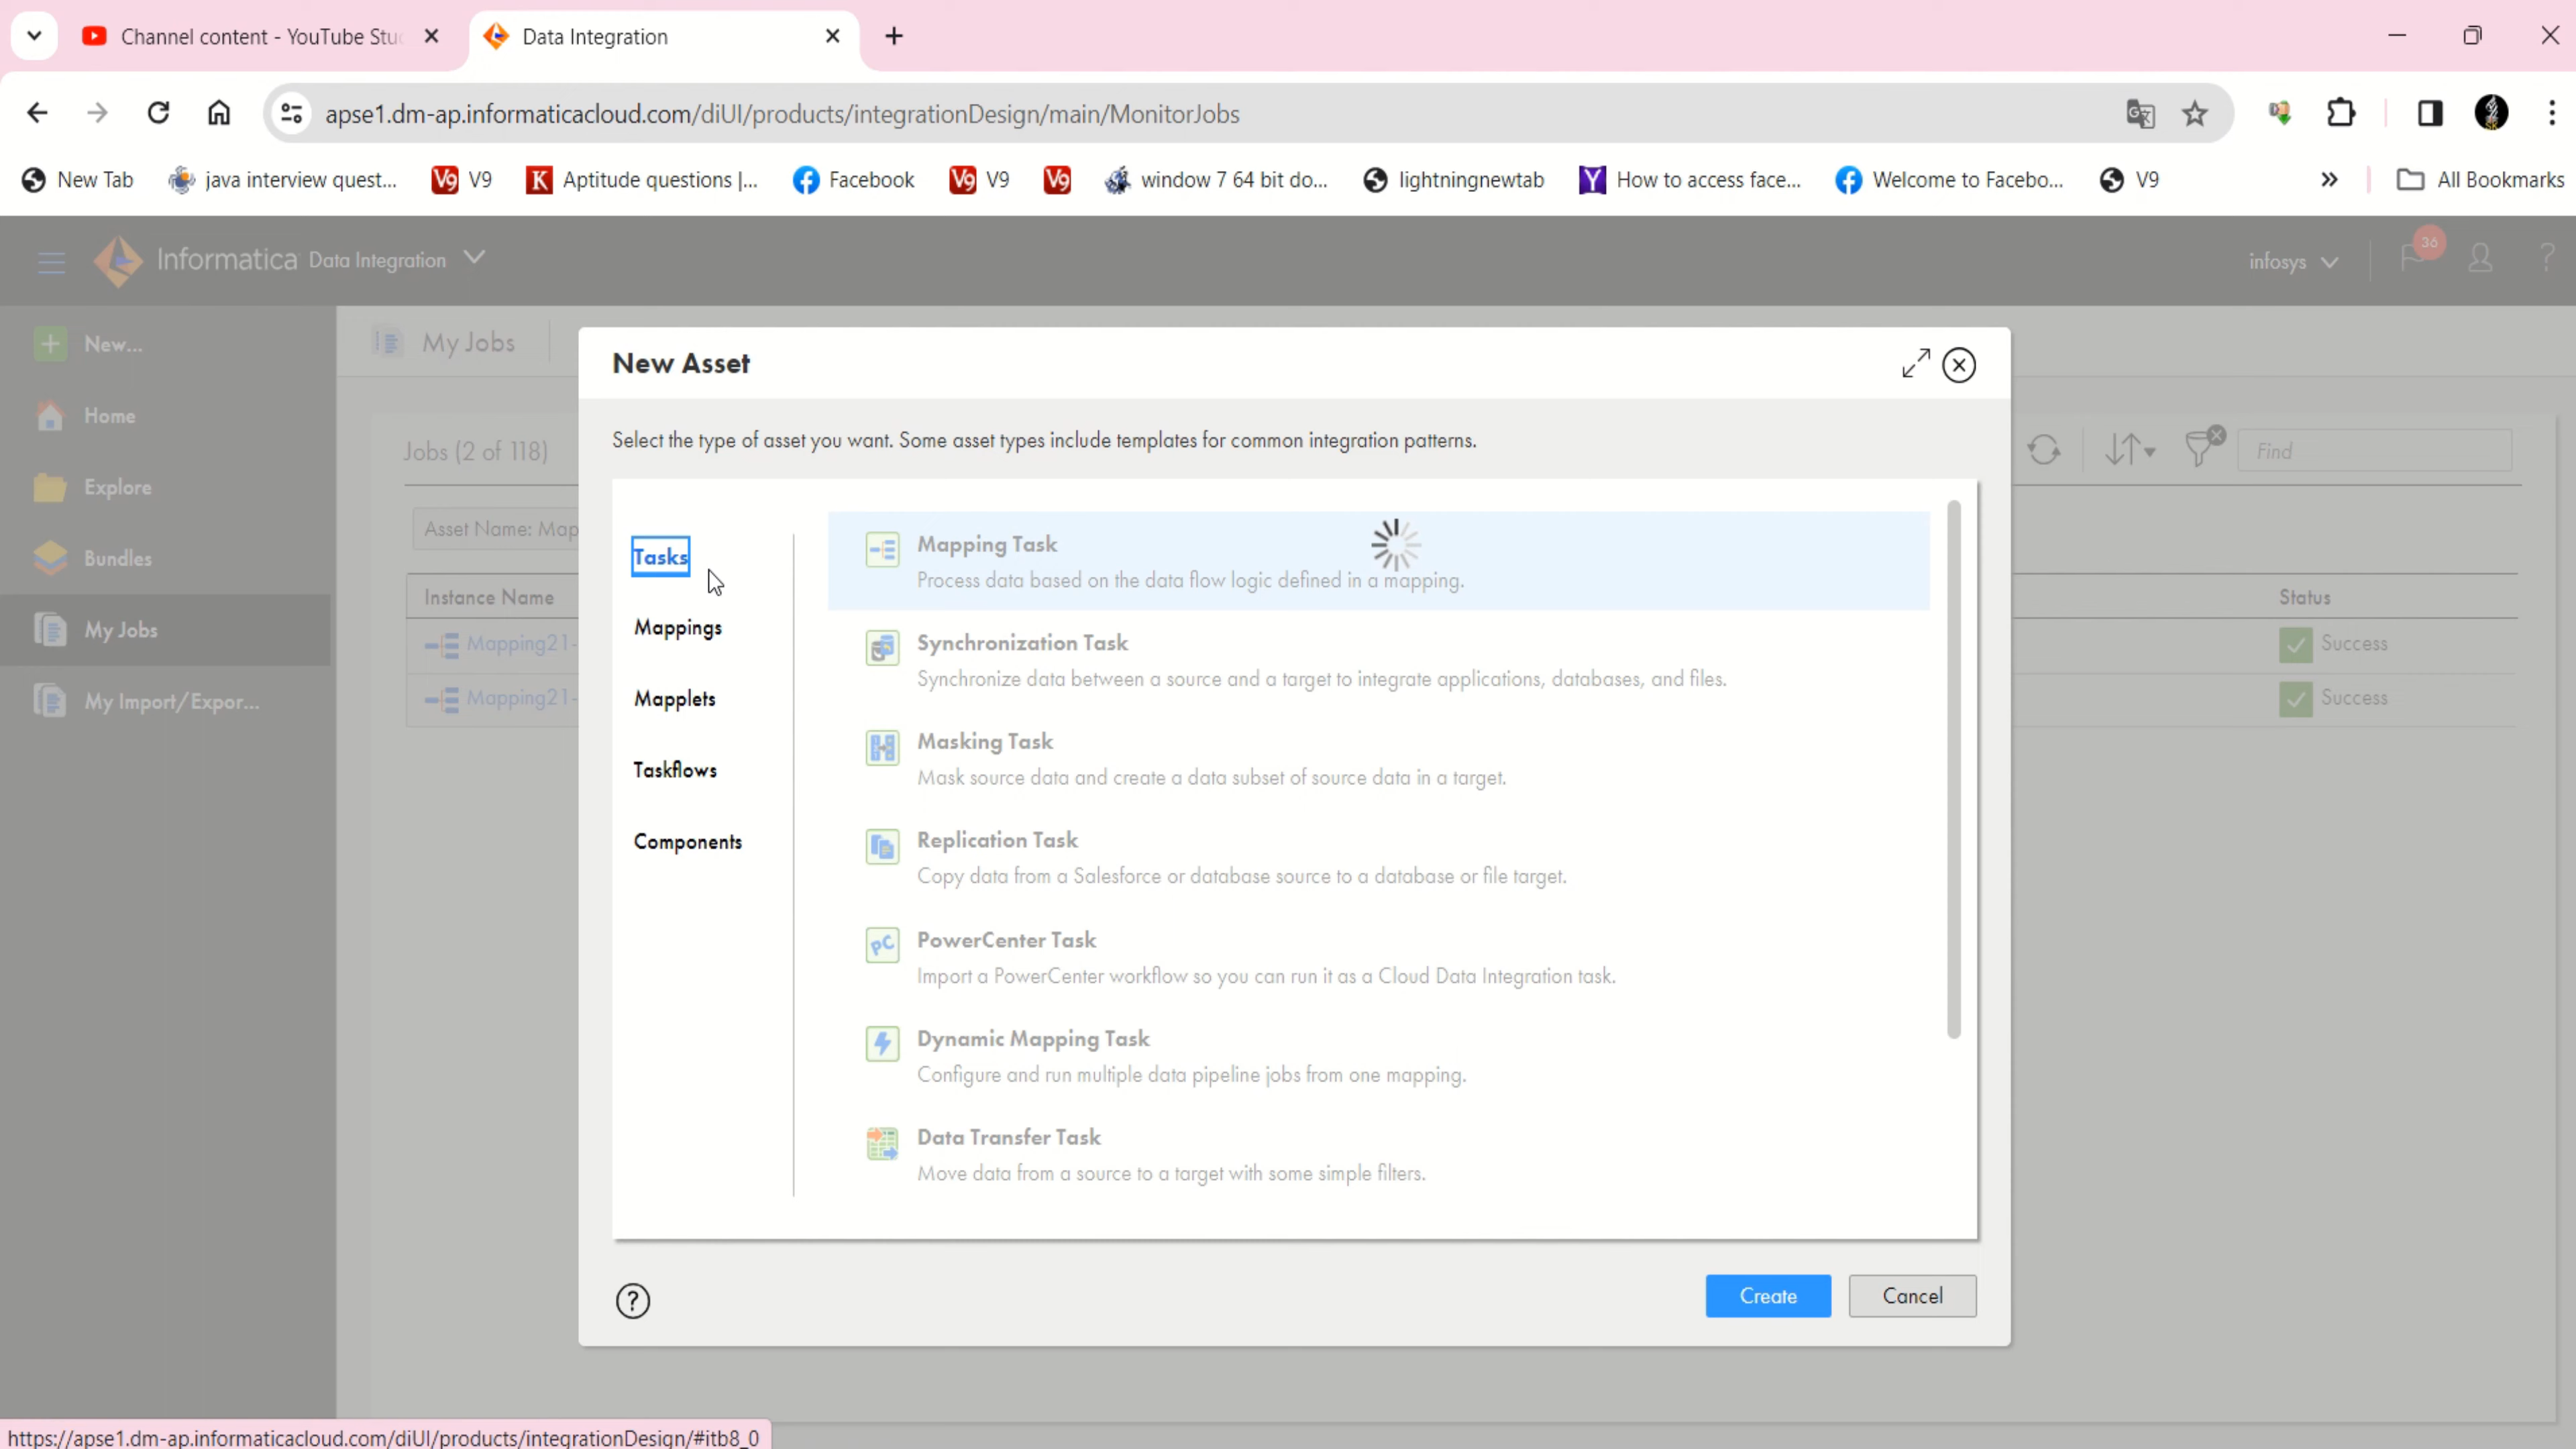 Channel content - YouTube Stu
Data Integration
apse1.dm-ap.informaticacloud.com/diUI/products/integrationDesign/main/MonitorJobs
New Tab
java interview quest...
V9 V9
K Aptitude questions |...
Facebook
V9 V9
V9
window 7 64 bit do...
lightningnewtab
Y How to access face...
Welcome to Facebo...
V9
All Bookmarks
Informatica Data Integration
infosys
36
?
New...
Home
Explore
Bundles
My Jobs
My Import/Expor...
My Jobs
Jobs (2 of 118)
Find
Asset Name: Map
Instance Name
Status
Mapping21-
Success
Mapping21-
Success
New Asset
Select the type of asset you want. Some asset types include templates for common integration patterns.
Tasks
Mappings
Mapplets
Taskflows
Components
Mapping Task
Process data based on the data flow logic defined in a mapping.
Synchronization Task
Synchronize data between a source and a target to integrate applications, databases, and files.
Masking Task
Mask source data and create a data subset of source data in a target.
Replication Task
Copy data from a Salesforce or database source to a database or file target.
PC
PowerCenter Task
Import a PowerCenter workflow so you can run it as a Cloud Data Integration task.
Dynamic Mapping Task
Configure and run multiple data pipeline jobs from one mapping.
Data Transfer Task
Move data from a source to a target with some simple filters.
?
Create
Cancel
https://apse1.dm-ap.informaticacloud.com/diUI/products/integrationDesign/#itb8_0